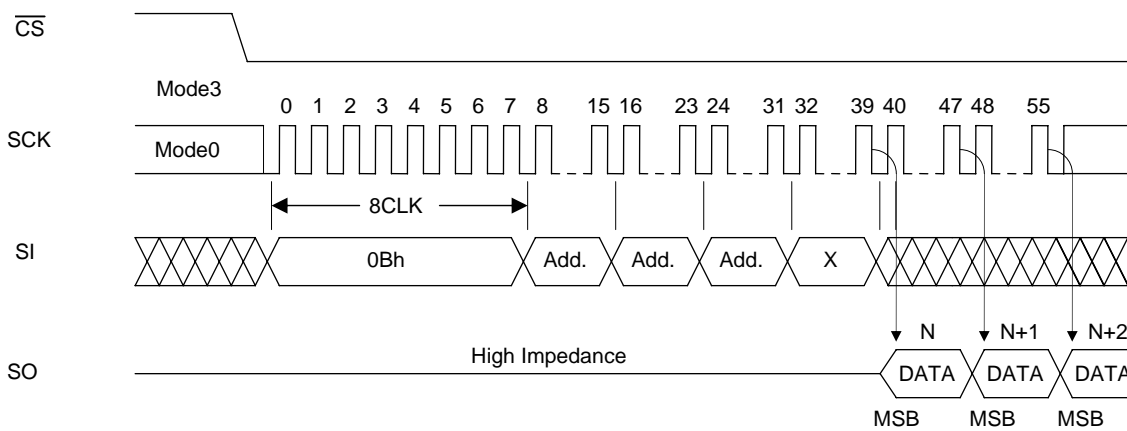 CS
Mode3
0 1 2 3 4 5 6 7 8 15 16 23 24 31 32 39 40 47 48 55
SCK
Mode0
8CLK
SI
0Bh Add. Add. Add. X
N N+1 N+2
High Impedance
SO
DATA DATA DATA
MSB MSB MSB